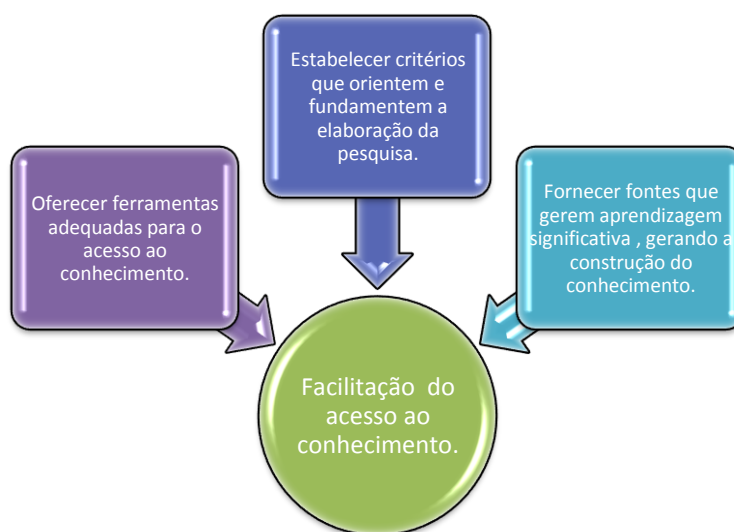 Estabelecer critérios
que orientem e
fundamentem a
elaboração da
pesquisa.
Oferecer ferramentas
adequadas para o
acesso ao
conhecimento.
Fornecer fontes que
gerem aprendizagem
significativa , gerando a
construção do
conhecimento.
Facilitação do
acesso ao
conhecimento.